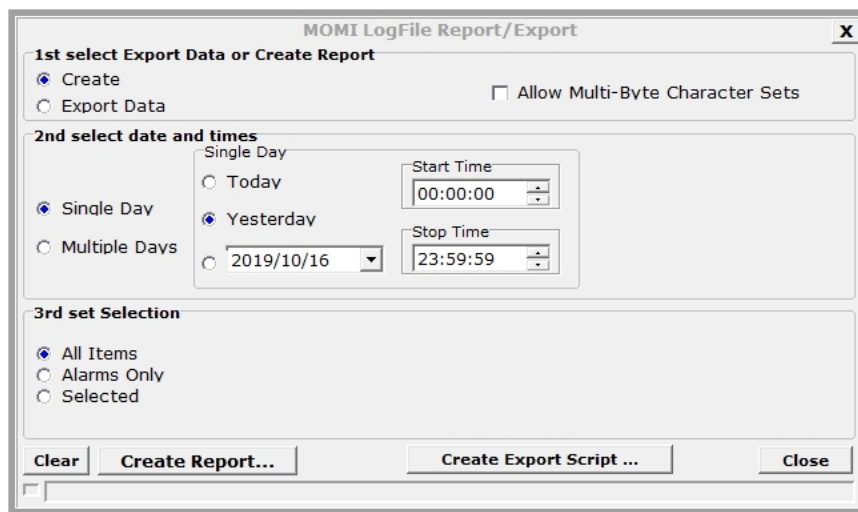 MOMI LogFile Report/Export
X
1st select Export Data or Create Report
Create
Export Data
Allow Multi-Byte Character Sets
2nd select date and times
Single Day
Multiple Days
Single Day
Today
Yesterday
2019/10/16
Start Time
00:00:00
Stop Time
23:59:59
3rd set Selection
All Items
Alarms Only
Selected
Clear
Create Report...
Create Export Script ...
Close